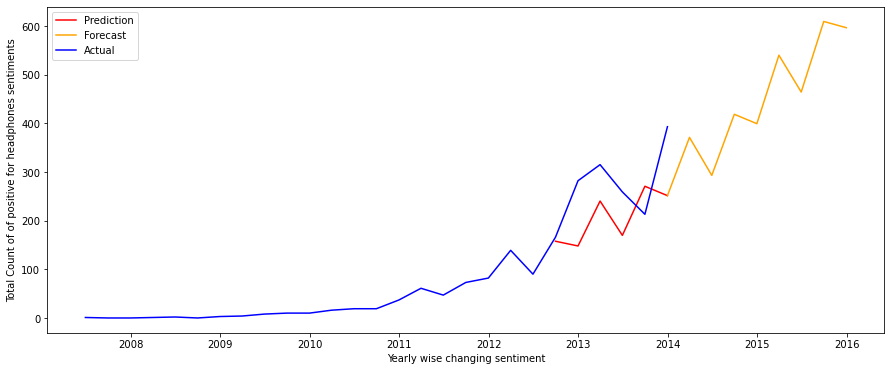 Prediction
Forecast
Actual
600
500
400
300
200
100
0
Total Count of of positive for headphones sentiments
2008 2009 2010 2011 2012 2013 2014 2015 2016
Yearly wise changing sentiment